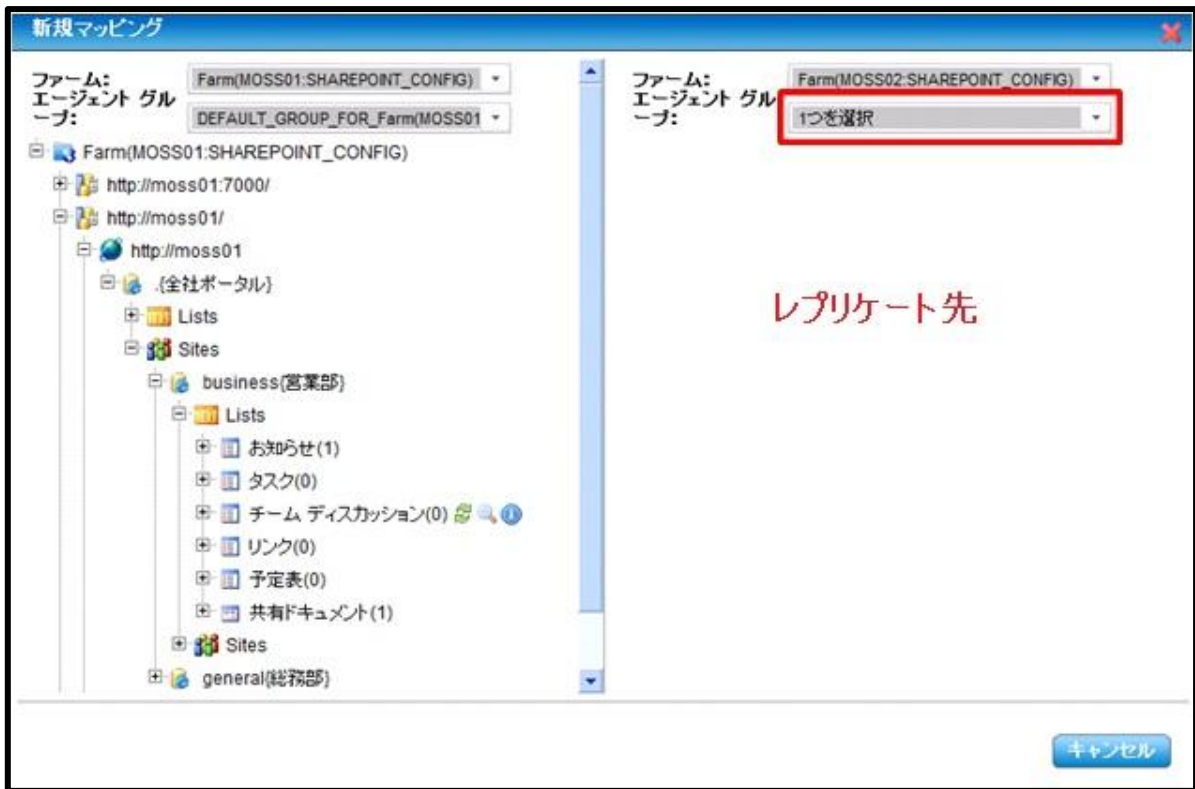 新規マッピング
ファーム:
Farm(MOSS01:SHAREPOINT_CONFIG)
エージェント グル
ープ:
DEFAULT_GROUP_FOR_Farm(MOSS01
Farm(MOSS01:SHAREPOINT_CONFIG)
http://moss01:7000/
http://moss01/
http://moss01
.{全社ポータル}
Lists
Sites
business{営業部}
Lists
お知らせ(1)
タスク(0)
チーム ディスカッション(0)
リンク(0)
予定表(0)
共有ドキュメント(1)
Sites
general{総務部}
ファーム:
Farm(MOSS02:SHAREPOINT_CONFIG)
エージェント グル
ープ:
1つを選択
レプリケート先
キャンセル